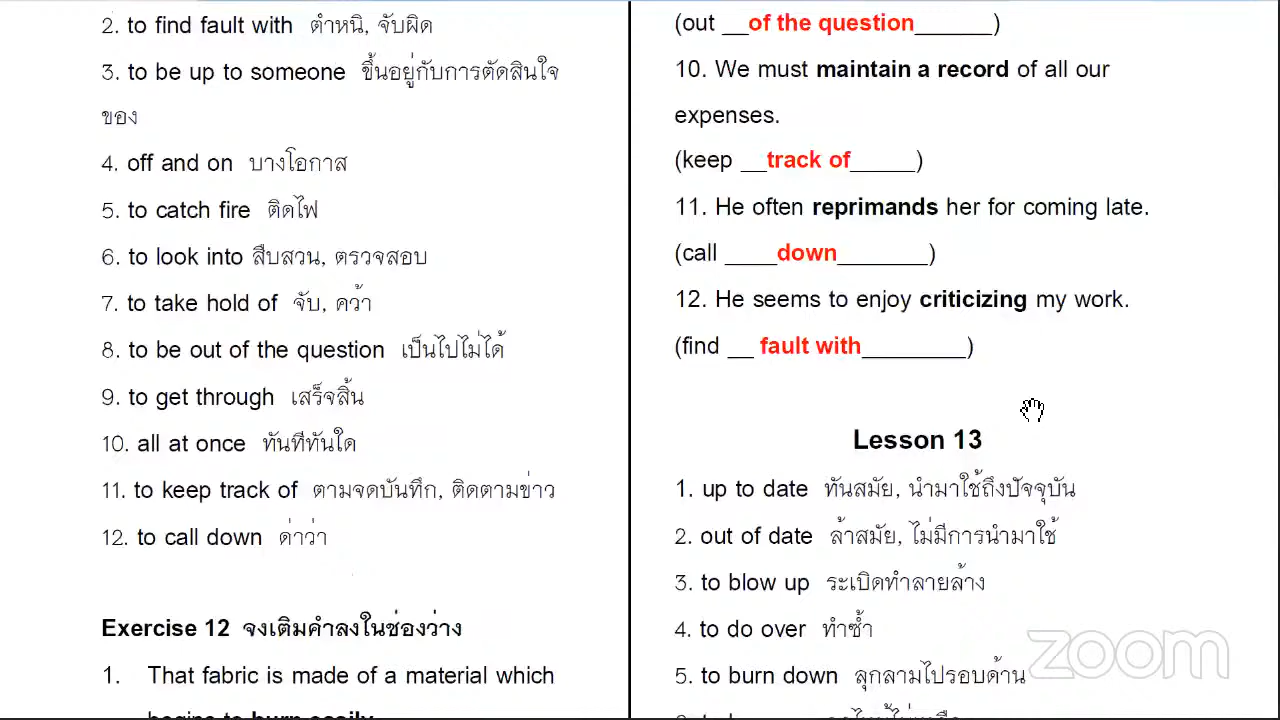 2. to find fault with ตำหนิ, จับผิด
3. to be up to someone ขึ้นอยู่กับการตัดสินใจ
ของ
4. off and on บางโอกาส
5. to catch fire ติดไฟ
6. to look into สืบสวน, ตรวจสอบ
7. to take hold of จับ, คว้า
8. to be out of the question เป็นไปไม่ได้
9. to get through เสร็จสิ้น
10. all at once ทันทีทันใด
11. to keep track of ตามจดบันทึก, ติดตามข่าว
12. to call down ด่าว่า
Exercise 12 จงเติมคำลงในช่องว่าง
1. That fabric is made of a material which
begins to burn easily
(out __of the question______)
10. We must maintain a record of all our
expenses.
(keep __track of_____)
11. He often reprimands her for coming late.
(call ____down_______)
12. He seems to enjoy criticizing my work.
(find __ fault with________)
Lesson 13
1. up to date ทันสมัย, นำมาใช้ถึงปัจจุบัน
2. out of date ล้าสมัย, ไม่มีการนำมาใช้
3. to blow up ระเบิดทำลายล้าง
4. to do over ทำซ้ำ
5. to burn down ลุกลามไปรอบด้าน
zoom